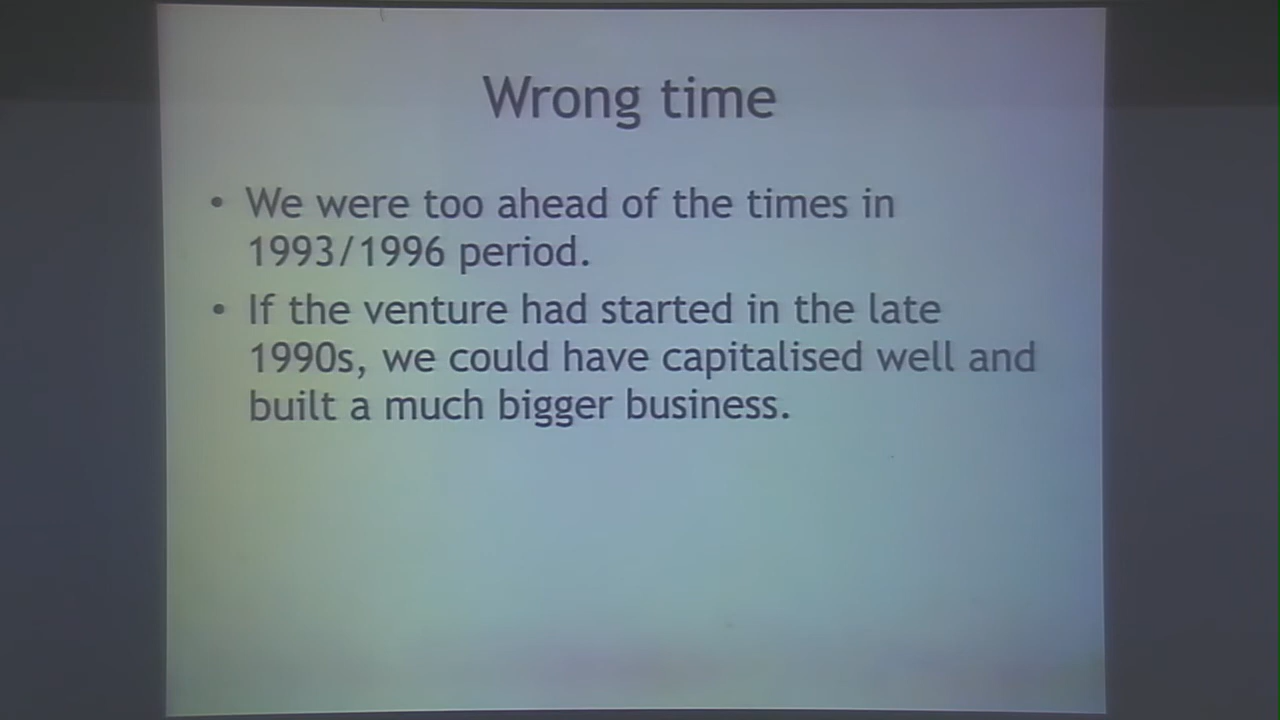 Wrong time
• We were too ahead of the times in
1993/1996 period.
• If the venture had started in the late
1990s, we could have capitalised well and
built a much bigger business.